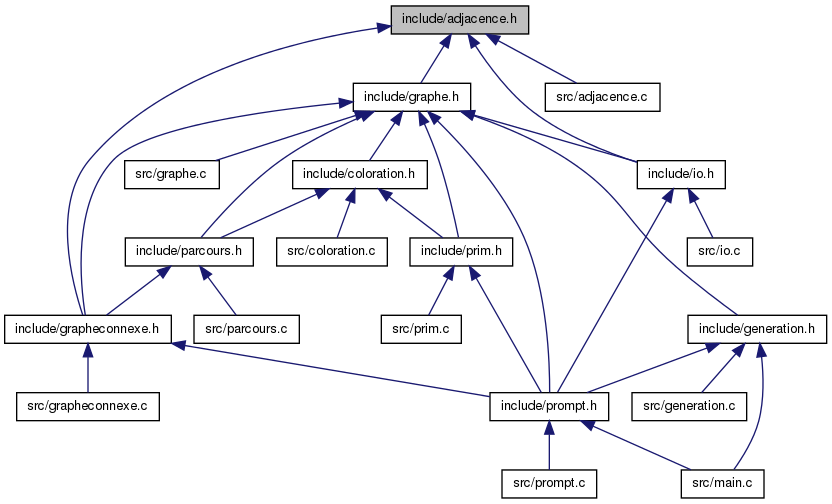 include/adjacence.h
include/graphe.h
src/adjacence.c
src/graphe.c
include/coloration.h
include/io.h
include/parcours.h
src/coloration.c
include/prim.h
src/io.c
include/grapheconnexe.h
src/parcours.c
src/prim.c
include/generation.h
src/grapheconnexe.c
include/prompt.h
src/generation.c
src/prompt.c
src/main.c